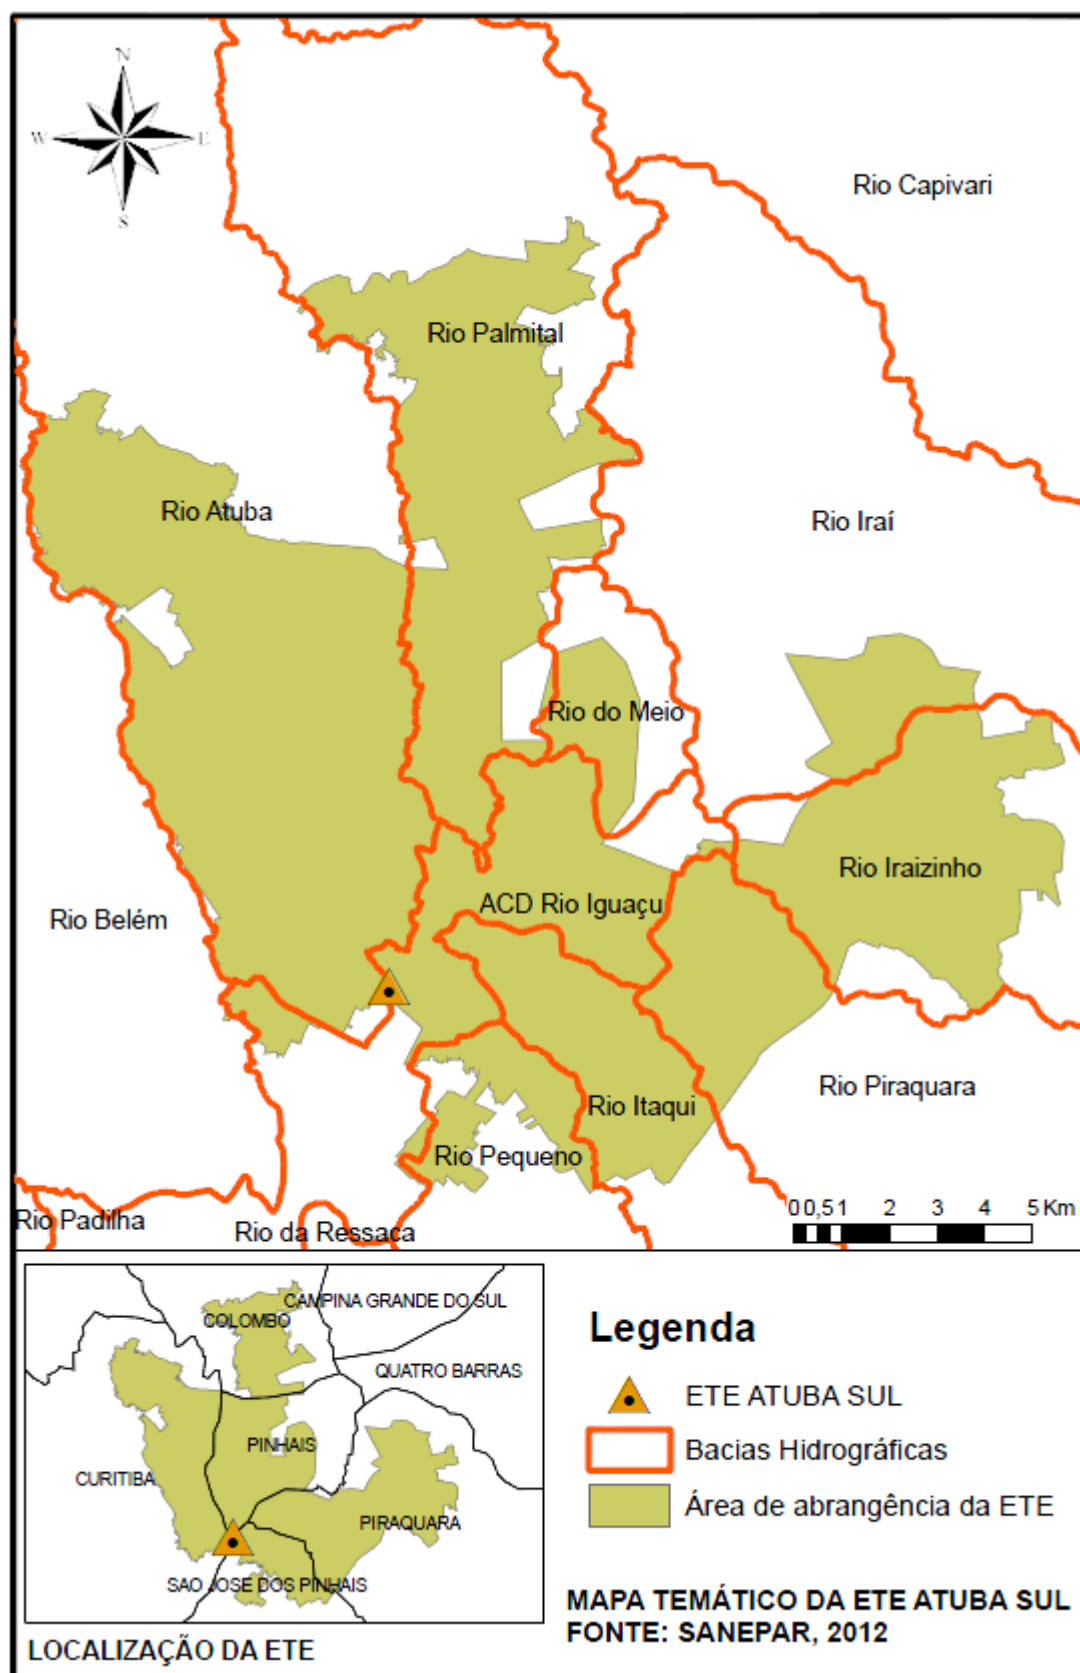 N
W
E
S
Rio Capivari
Rio Palmital
Rio Atuba
Rio Iraí
Rio do Meio
Rio Iraizinho
ACD Rio Iguaçu
Rio Belém
Rio Piraquara
Rio Itaqui
Rio Pequeno
Rio Padilha
Rio da Ressaca
0 0,5 1 2 3 4 5 Km
CAMPINA GRANDE DO SUL
COLOMBO
QUATRO BARRAS
PINHAIS
CURITIBA
PIRAQUARA
SAO JOSE DOS PINHAIS
LOCALIZAÇÃO DA ETE
Legenda
ETE ATUBA SUL
Bacias Hidrográficas
Área de abrangência da ETE
MAPA TEMÁTICO DA ETE ATUBA SUL
FONTE: SANEPAR, 2012